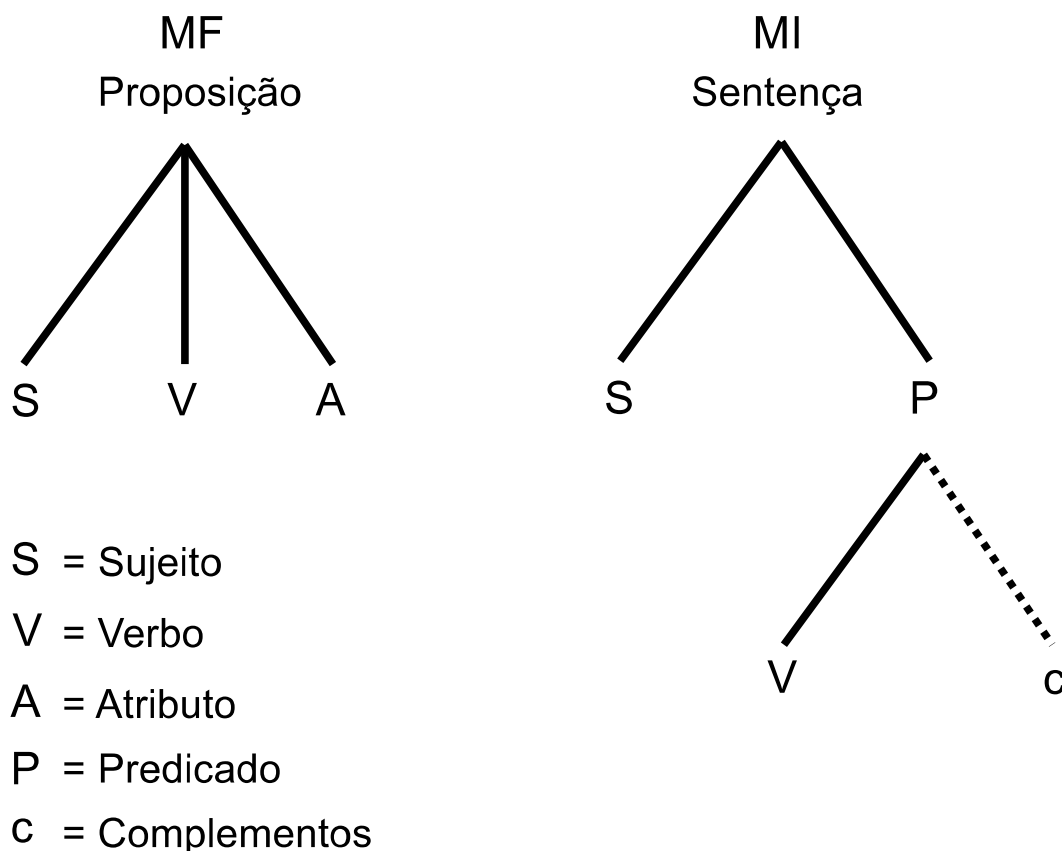 MF
Proposição
S V A
MI
Sentença
S P
V c
S = Sujeito
V = Verbo
A = Atributo
P = Predicado
c = Complementos